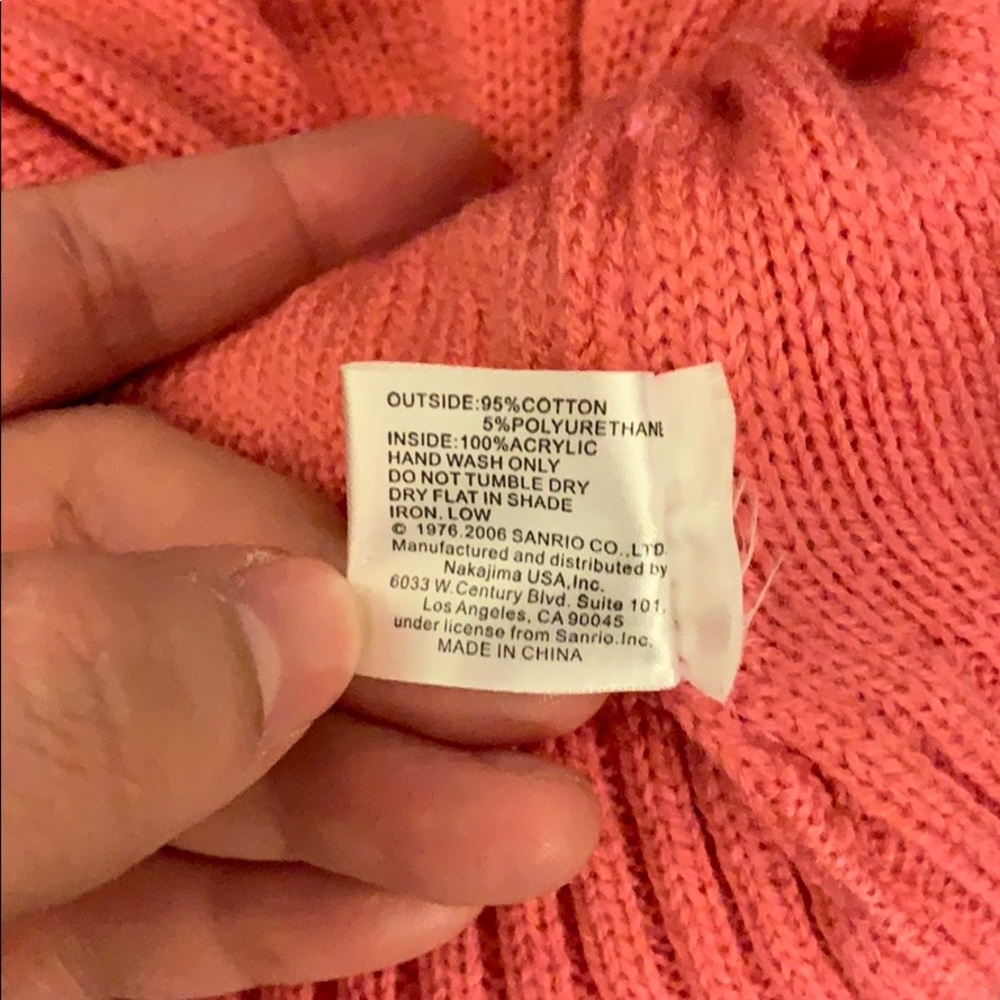 OUTSIDE:95%COTTON
5%POLYURETHANE
INSIDE:100%ACRYLIC
HAND WASH ONLY
DO NOT TUMBLE DRY
DRY FLAT IN SHADE
IRON, LOW
© 1976.2006 SANRIO CO.,LTD.
Manufactured and distributed by
Nakajima USA,Inc.
6033 W.Century Blvd. Suite 101,
Los Angeles, CA 90045
under license from Sanrio.Inc.
MADE IN CHINA